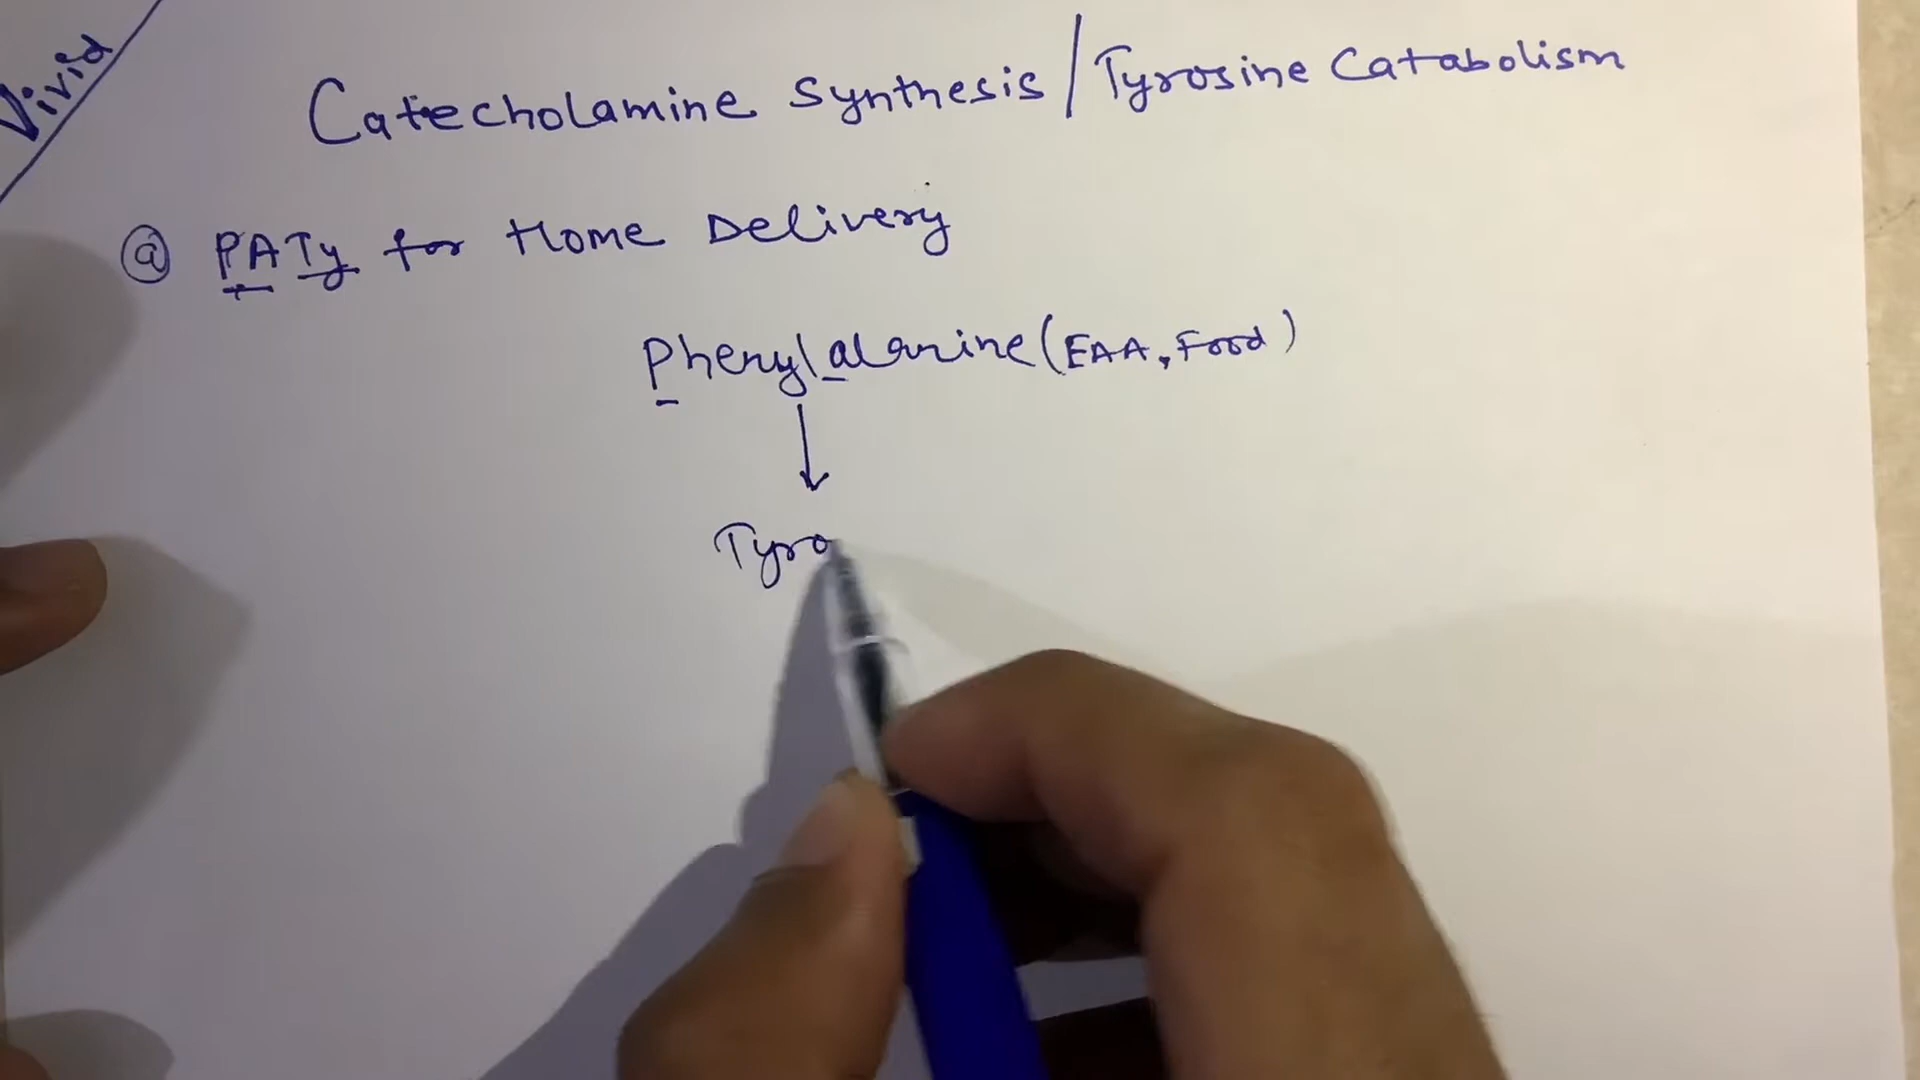 Vivid
Catecholamine Synthesis/Tyrosine Catabolism
@ PATy for Home Delivery
Phenylalanine (EAA, Food)
Tyro